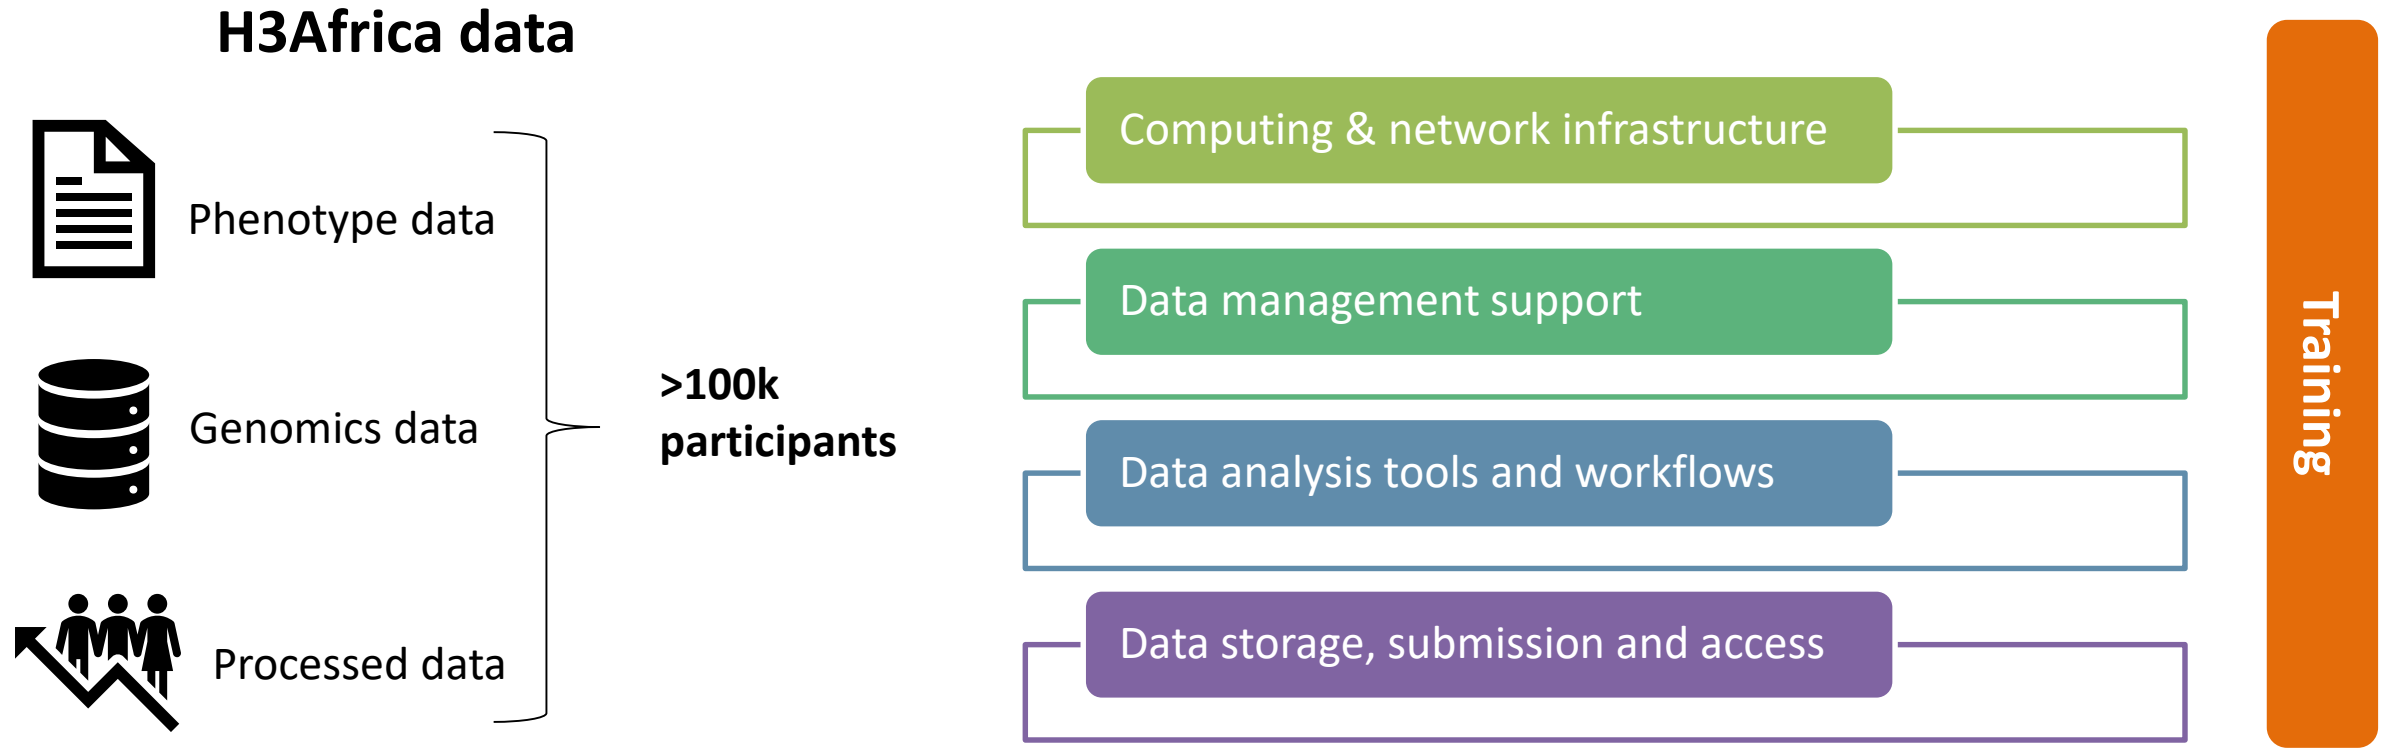 H3Africa data
Phenotype data
Genomics data
Processed data
>100k
participants
Computing & network infrastructure
Data management support
Data analysis tools and workflows
Data storage, submission and access
Training